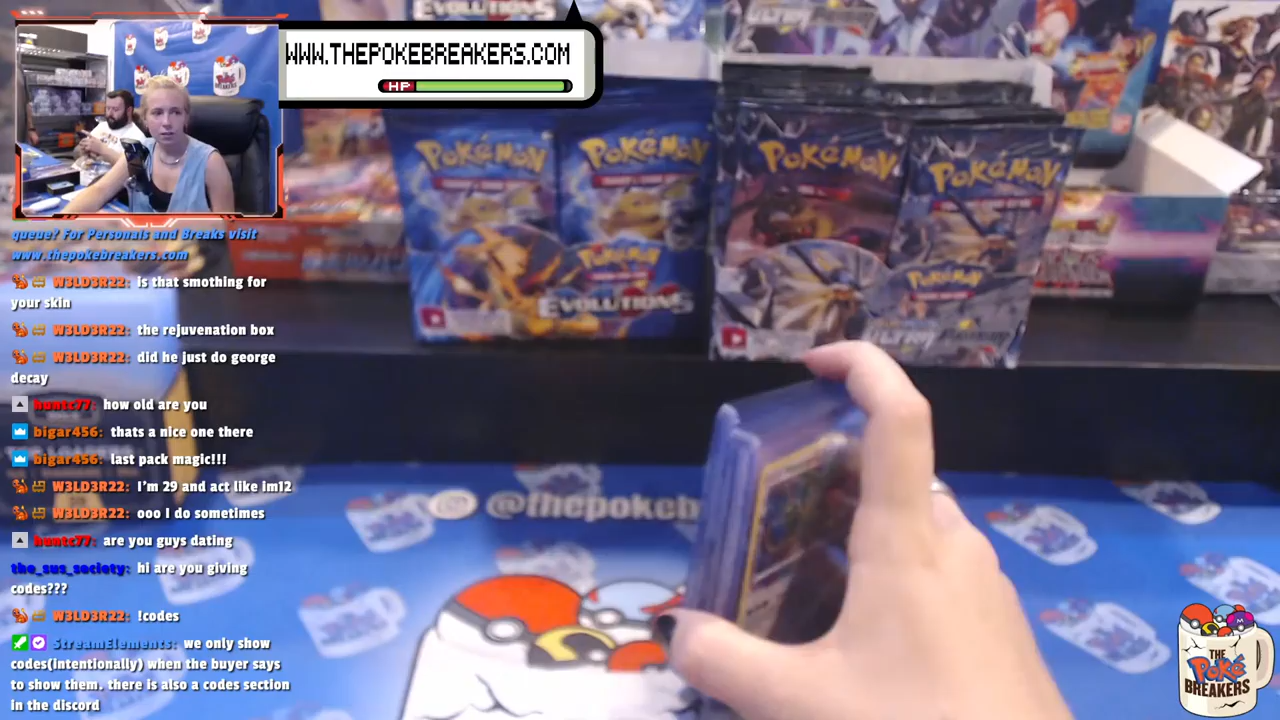 EVOLUTIONS
WWW.THEPOKEBREAKERS.COM
HP
queue? For Personals and Breaks visit
www.thepokebreakers.com
W3LD3R22: is that smothing for
your skin
W3LD3R22: the rejuvenation box
W3LD3R22: did he just do george
decay
huntc77: how old are you
bigar456: thats a nice one there
bigar456: last pack magic!!!
W3LD3R22: I'm 29 and act like im12
W3LD3R22: ooo I do sometimes
huntc77: are you guys dating
the_sus_society: hi are you giving
codes???
W3LD3R22: !codes
StreamElements: we only show
codes(intentionally) when the buyer says
to show them, there is also a codes section
in the discord
Pokémon
Pokémon
Pokémon
Pokémon
Pokémon
EVOLUTIONS
Pokémon
ULTRA
@thepokeb
THE
Poké
BREAKERS